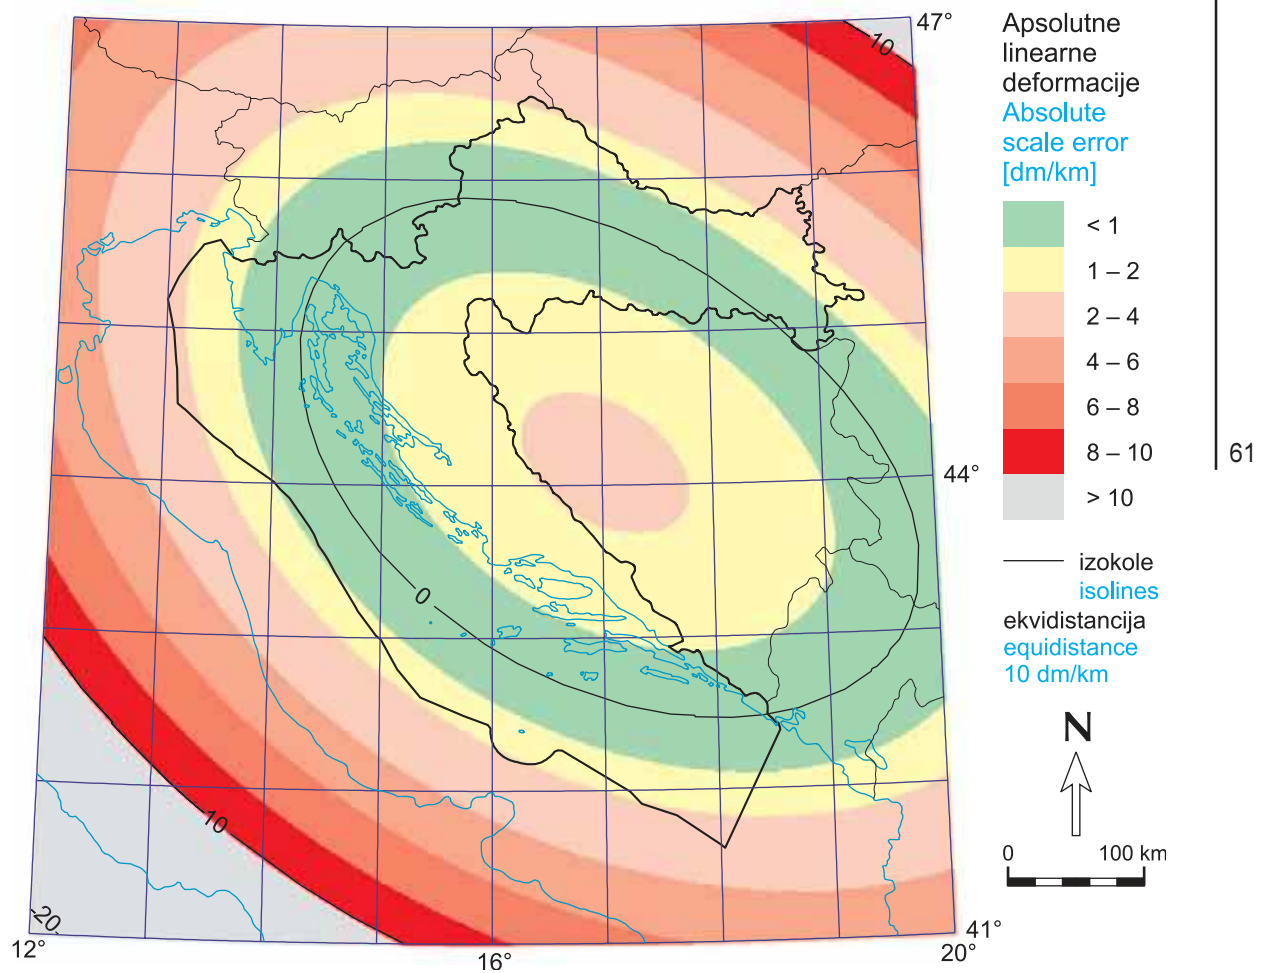 47°
10
Apsolutne
linearne
deformacije
Absolute
scale error
[dm/km]
< 1
1 – 2
2 – 4
4 – 6
6 – 8
8 – 10
> 10
61
44°
izokole
isolines
ekvidistancija
equidistance
10 dm/km
0
N
0 100 km
10
20
12°
16°
20°
41°